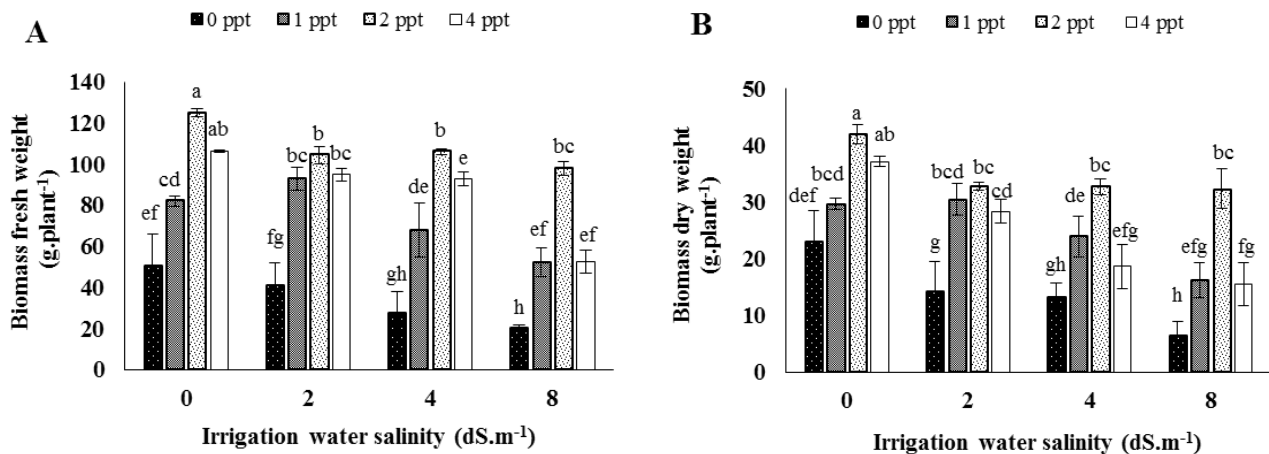 A
0 ppt 1 ppt 2 ppt 4 ppt
Biomass fresh weight
(g.plant-1)
140
120
100
80
60
40
20
0
ef cd a ab
fg bc b bc
gh de b e
h ef bc ef
0 2 4 8
Irrigation water salinity (dS.m-1)
B
0 ppt 1 ppt 2 ppt 4 ppt
Biomass dry weight
(g.plant-1)
50
40
30
20
10
0
def bcd a ab
g bcd bc cd
gh de bc efg
h efg bc fg
0 2 4 8
Irrigation water salinity (dS.m-1)